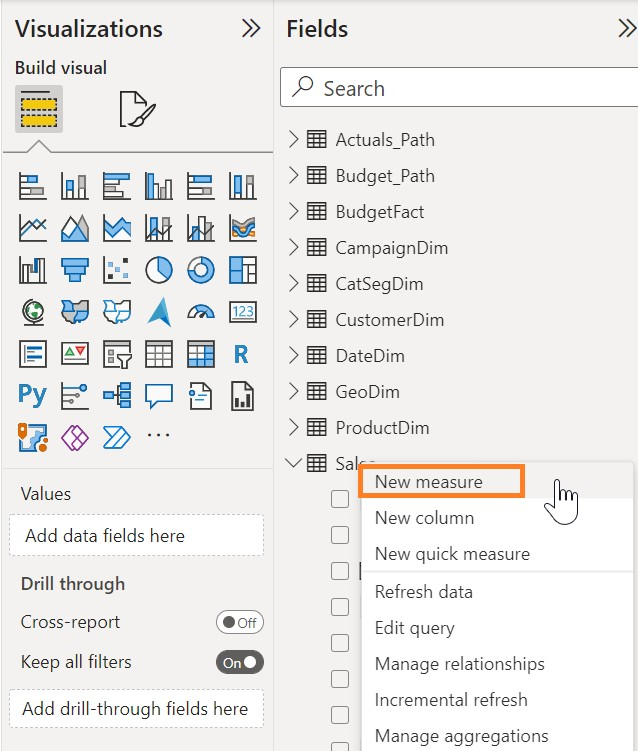 Visualizations
Build visual
123
R
Py
Values
Add data fields here
Drill through
Cross-report
Off
Keep all filters
On
Add drill-through fields here
Fields
Search
Actuals_Path
Budget_Path
BudgetFact
CampaignDim
CatSegDim
CustomerDim
DateDim
GeoDim
ProductDim
Sales
New measure
New column
New quick measure
Refresh data
Edit query
Manage relationships
Incremental refresh
Manage aggregations